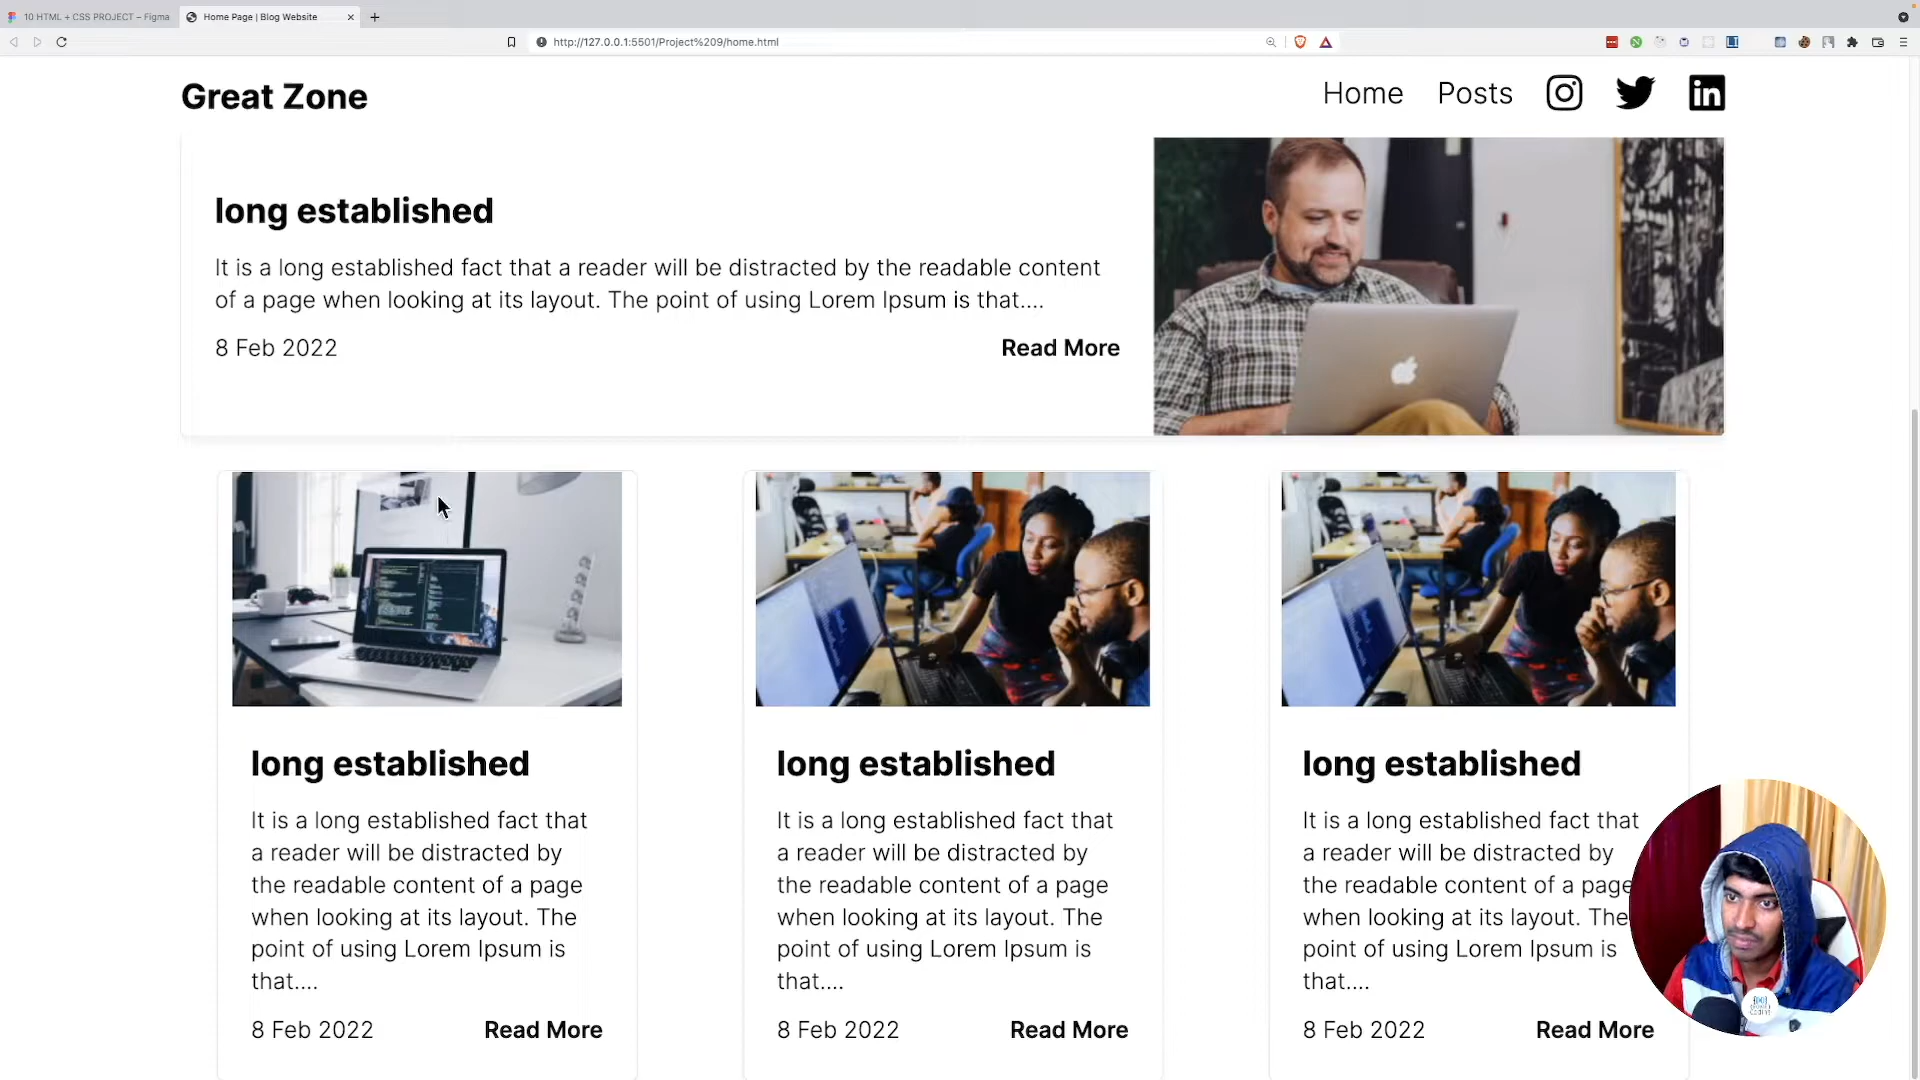 10 HTML + CSS PROJECT – Figma
Home Page | Blog Website
http://127.0.0.1:5501/Project%209/home.html
Great Zone
Home
Posts
long established
It is a long established fact that a reader will be distracted by the readable content
of a page when looking at its layout. The point of using Lorem Ipsum is that....
8 Feb 2022
Read More
long established
It is a long established fact that
a reader will be distracted by
the readable content of a page
when looking at its layout. The
point of using Lorem Ipsum is
that....
8 Feb 2022
Read More
long established
It is a long established fact that
a reader will be distracted by
the readable content of a page
when looking at its layout. The
point of using Lorem Ipsum is
that....
8 Feb 2022
Read More
long established
It is a long established fact that
a reader will be distracted by
the readable content of a page
when looking at its layout. The
point of using Lorem Ipsum is
that....
8 Feb 2022
Read More